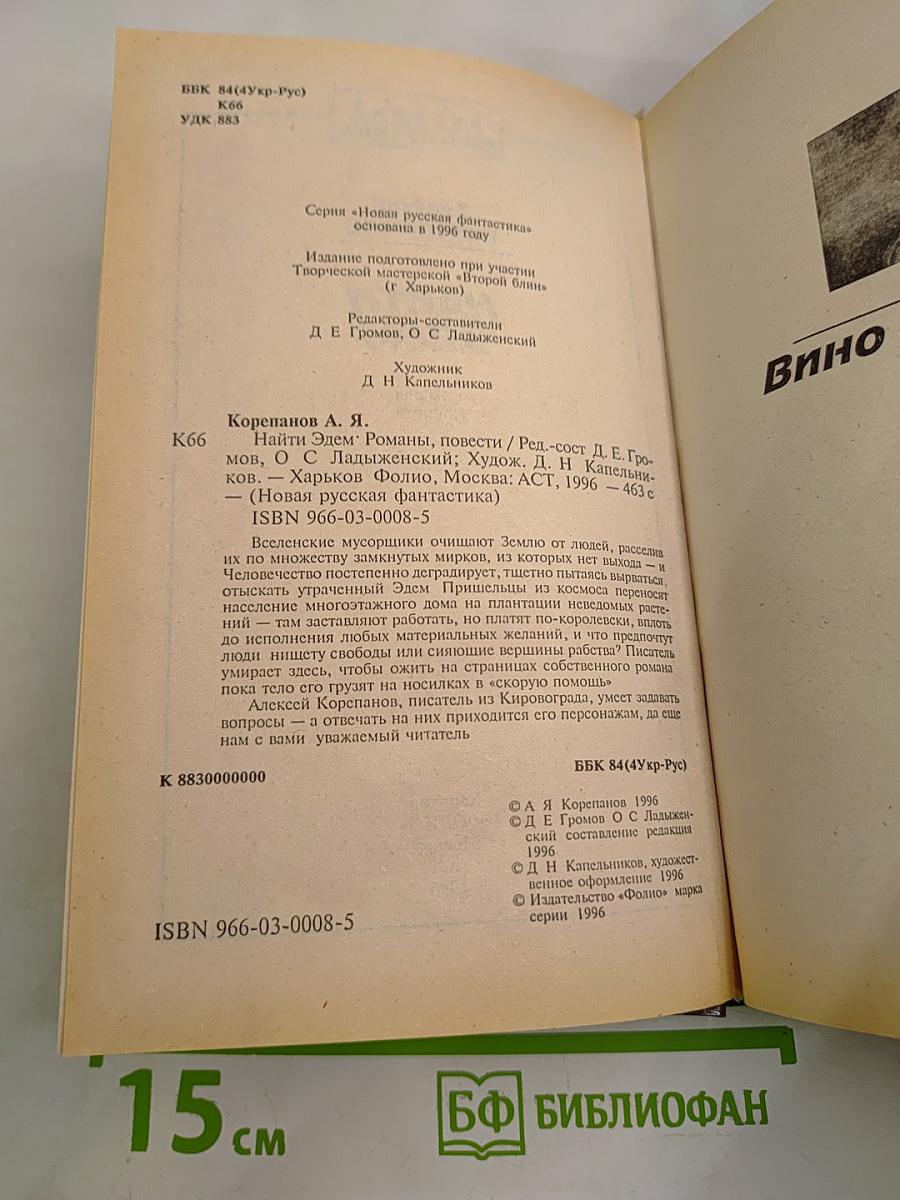 ББК 84(4Укр-Рус)
К66
УДК 883
Серия «Новая русская фантастика»
основана в 1996 году
Издание подготовлено при участии
Творческой мастерской «Второй блин»
(г Харьков)
Редакторы-составители
Д Е Громов, О С Ладыженский
Художник
Д Н Капельников
Корепанов А. Я.
К66 Найти Эдем· Романы, повести / Ред.-сост Д. Е. Гро-
мов, О С Ладыженский; Худож. Д. Н Капельни-
ков. — Харьков Фолио, Москва: АСТ, 1996 — 463 с
— (Новая русская фантастика)
ISBN 966-03-0008-5
Вселенские мусорщики очищают Землю от людей, расселив
их по множеству замкнутых мирков, из которых нет выхода — и
Человечество постепенно деградирует, тщетно пытаясь вырваться,
отыскать утраченный Эдем Пришельцы из космоса переносят
население многоэтажного дома на плантации неведомых расте-
ний — там заставляют работать, но платят по-королевски, вплоть
до исполнения любых материальных желаний, и что предпочтут
люди нищету свободы или сияющие вершины рабства? Писатель
умирает здесь, чтобы ожить на страницах собственного романа
пока тело его грузят на носилках в «скорую помощь»
Алексей Корепанов, писатель из Кировограда, умеет задавать
вопросы — а отвечать на них приходится его персонажам, да еще
нам с вами уважаемый читатель
К 8830000000
ББК 84(4Укр-Рус)
© А Я Корепанов 1996
© Д Е Громов О С Ладыжен-
ский составление редакция
1996
© Д Н Капельников, художест-
венное оформление 1996
© Издательство «Фолио» марка
серии 1996
ISBN 966-03-0008-5
Вино
15 см
БФ БИБЛИОФАН